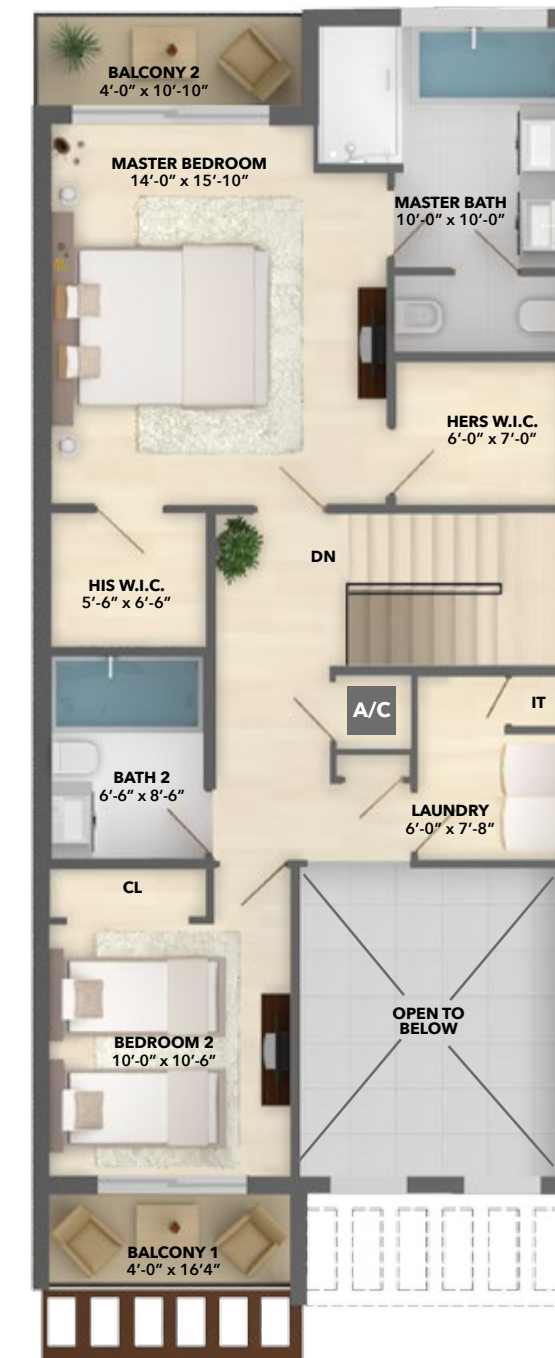 BALCONY 2
4'-0" x 10'-10"
MASTER BEDROOM
14'-0" x 15'-10"
MASTER BATH
10'-0" x 10'-0"
HERS W.I.C.
6'-0" x 7'-0"
DN
HIS W.I.C.
5'-6" x 6'-6"
A/C
IT
BATH 2
6'-6" x 8'-6"
LAUNDRY
6'-0" x 7'-8"
CL
OPEN TO
BELOW
BEDROOM 2
10'-0" x 10'-6"
BALCONY 1
4'-0" x 16'4"